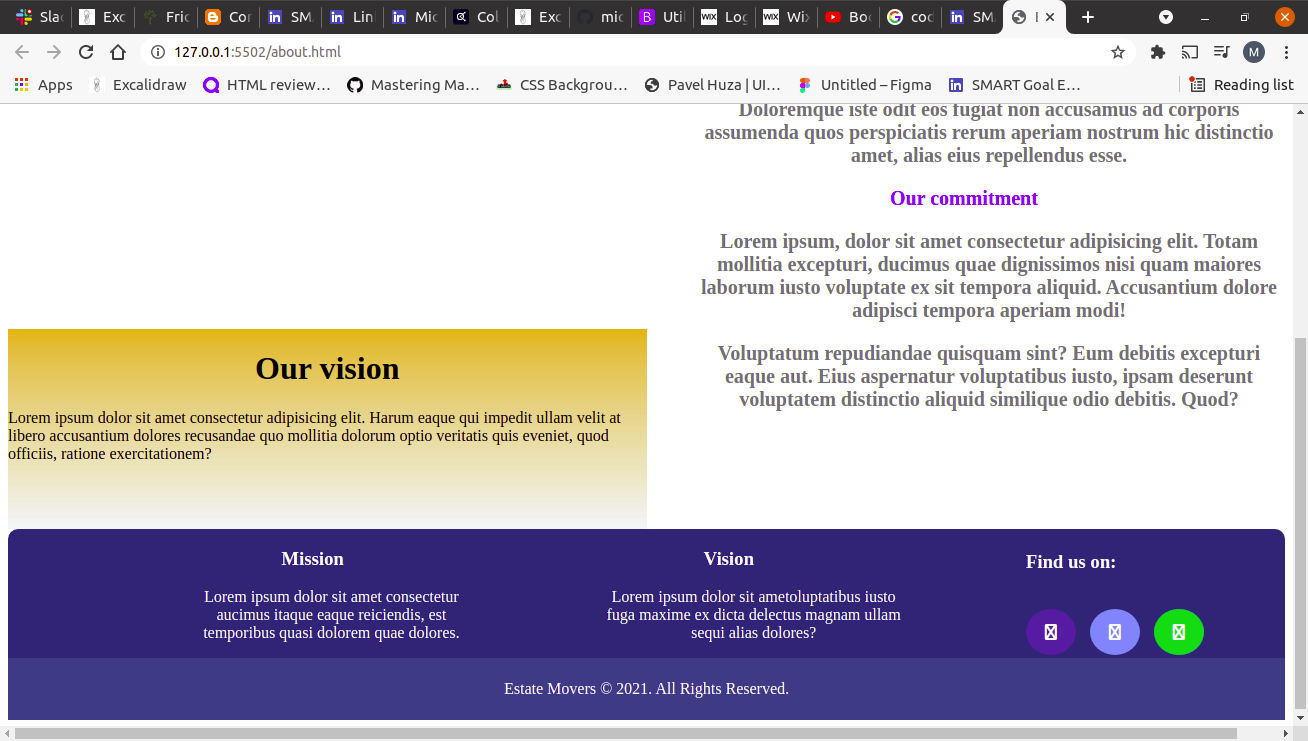 Slac
Exc
Fric
Cor
SM
Lin
Mic
Col
Exc
mic
Util
Log
Wix
Boo
cod
SM
127.0.0.1:5502/about.html
M
Apps
Excalidraw
HTML review…
Mastering Ma…
CSS Backgrou…
Pavel Huza | UI…
Untitled – Figma
SMART Goal E…
Reading list
Doloremque iste odit eos fugiat non accusamus ad corporis
assumenda quos perspiciatis rerum aperiam nostrum hic distinctio
amet, alias eius repellendus esse.
Our commitment
Lorem ipsum, dolor sit amet consectetur adipisicing elit. Totam
mollitia excepturi, ducimus quae dignissimos nisi quam maiores
laborum iusto voluptate ex sit tempora aliquid. Accusantium dolore
adipisci tempora aperiam modi!
Voluptatum repudiandae quisquam sint? Eum debitis excepturi
eaque aut. Eius aspernatur voluptatibus iusto, ipsam deserunt
voluptatem distinctio aliquid similique odio debitis. Quod?
Our vision
Lorem ipsum dolor sit amet consectetur adipisicing elit. Harum eaque qui impedit ullam velit at
libero accusantium dolores recusandae quo mollitia dolorum optio veritatis quis eveniet, quod
officiis, ratione exercitationem?
Mission
Lorem ipsum dolor sit amet consectetur
aucimus itaque eaque reiciendis, est
temporibus quasi dolorem quae dolores.
Vision
Lorem ipsum dolor sit ametoluptatibus iusto
fuga maxime ex dicta delectus magnam ullam
sequi alias dolores?
Find us on:
Estate Movers © 2021. All Rights Reserved.